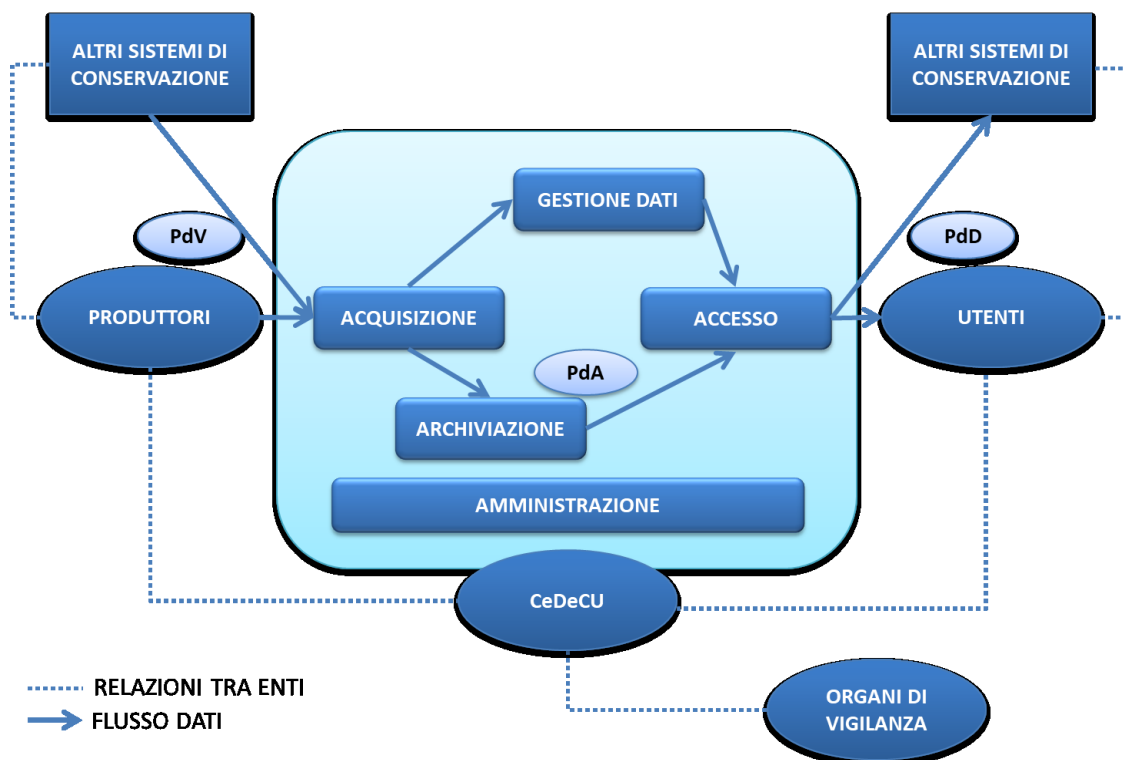 ALTRI SISTEMI DI
CONSERVAZIONE
ALTRI SISTEMI DI
CONSERVAZIONE
GESTIONE DATI
PdV
PdD
PRODUTTORI
ACQUISIZIONE
ACCESSO
UTENTI
PdA
ARCHIVIAZIONE
AMMINISTRAZIONE
CeDeCU
RELAZIONI TRA ENTI
FLUSSO DATI
ORGANI DI
VIGILANZA